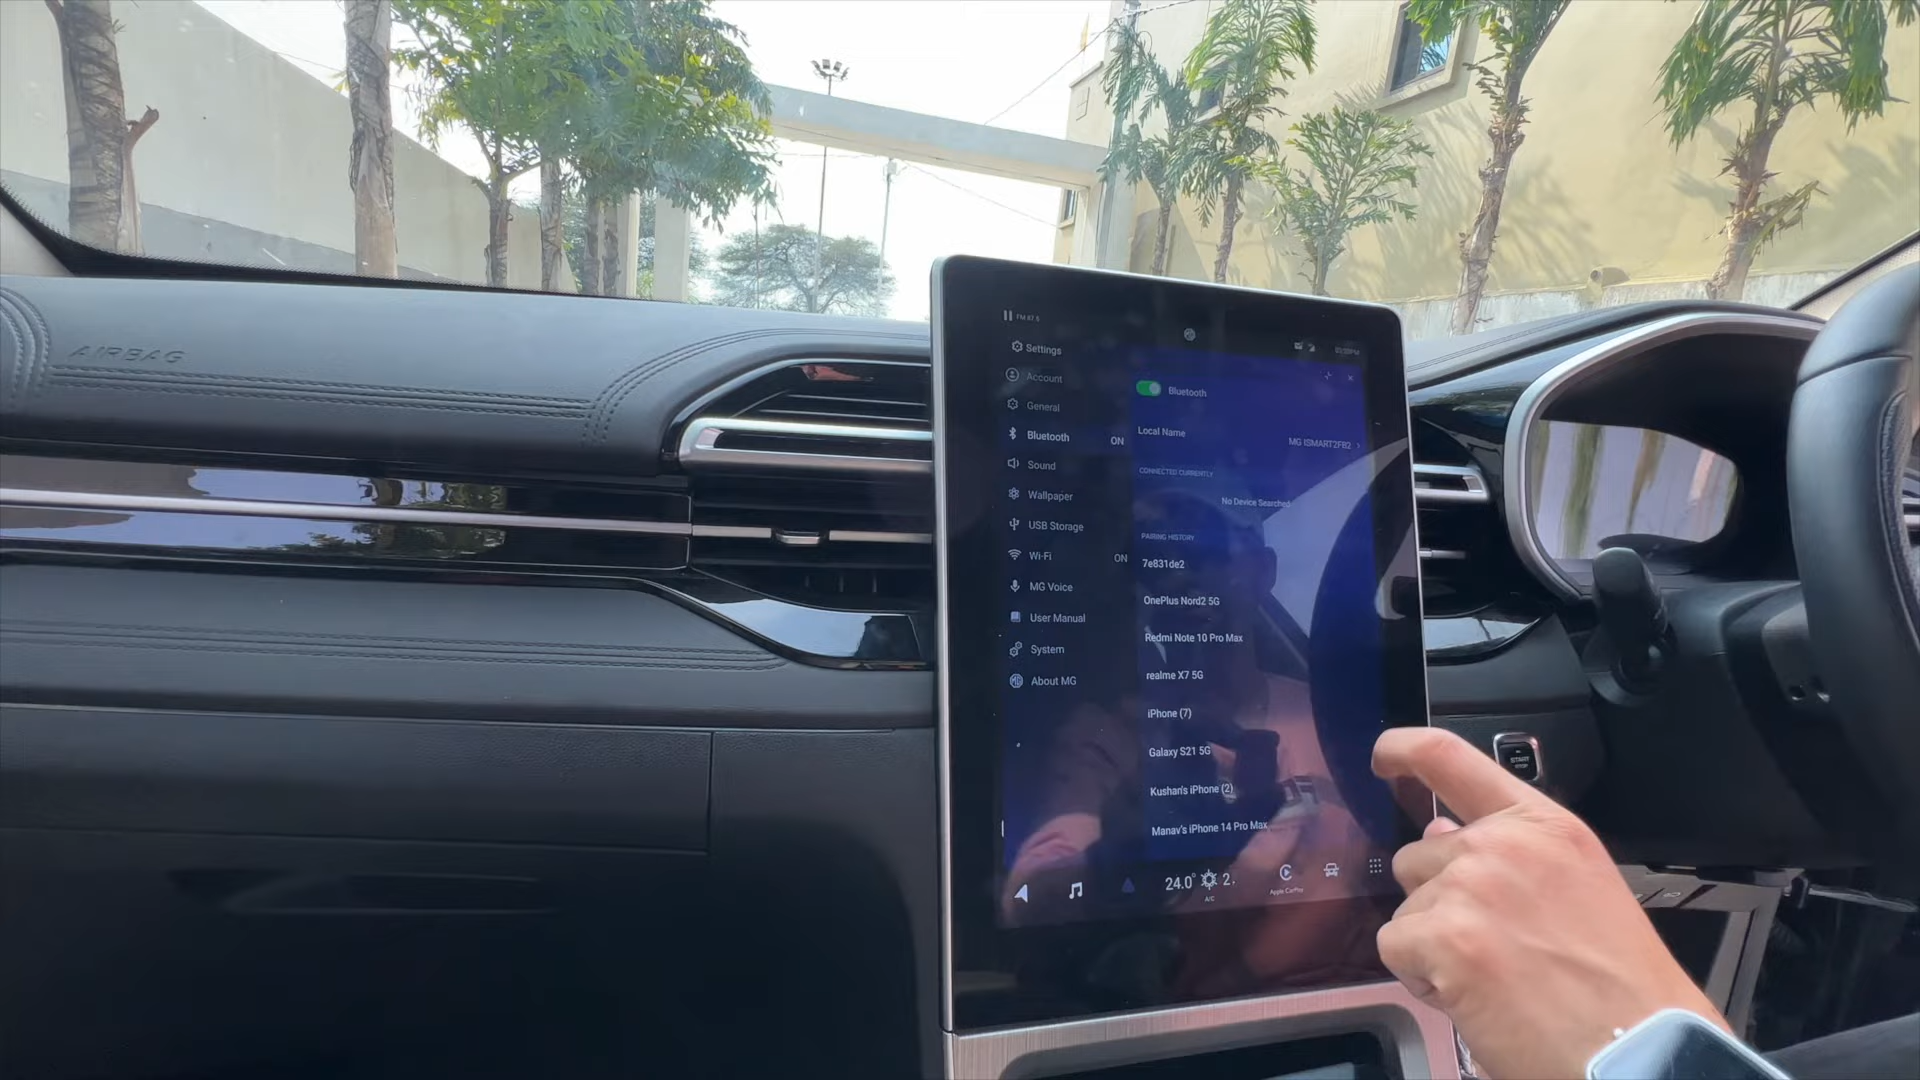 AIRBAG
Settings
Account
General
Bluetooth ON
Sound
Wallpaper
USB Storage
Wi-Fi ON
MG Voice
User Manual
System
About MG
Bluetooth
Local Name
MG ISMART2FB2
CONNECTED CURRENTLY
No Device Searched
PAIRING HISTORY
7e831de2
OnePlus Nord2 5G
Redmi Note 10 Pro Max
realme X7 5G
iPhone (7)
Galaxy S21 5G
Kushan's iPhone (2)
Manav's iPhone 14 Pro Max
24.0° 2
A/C
Apple CarPlay
START